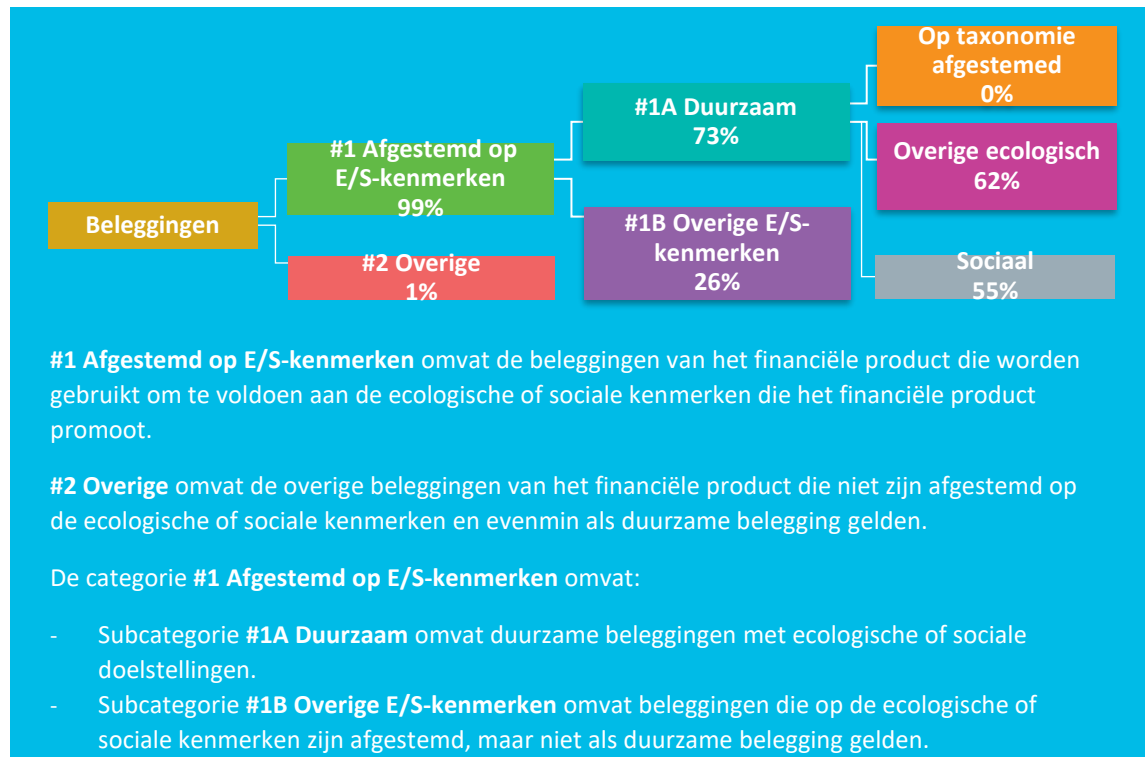 Op taxonomie
afgestemed
0%
#1A Duurzaam
73%
#1 Afgestemd op
E/S-kenmerken
99%
Overige ecologisch
62%
Beleggingen
#1B Overige E/S-
kenmerken
26%
#2 Overige
1%
Sociaal
55%
#1 Afgestemd op E/S-kenmerken omvat de beleggingen van het financiële product die worden
gebruikt om te voldoen aan de ecologische of sociale kenmerken die het financiële product
promoot.
#2 Overige omvat de overige beleggingen van het financiële product die niet zijn afgestemd op
de ecologische of sociale kenmerken en evenmin als duurzame belegging gelden.
De categorie #1 Afgestemd op E/S-kenmerken omvat:
- Subcategorie #1A Duurzaam omvat duurzame beleggingen met ecologische of sociale
doelstellingen.
- Subcategorie #1B Overige E/S-kenmerken omvat beleggingen die op de ecologische of
sociale kenmerken zijn afgestemd, maar niet als duurzame belegging gelden.